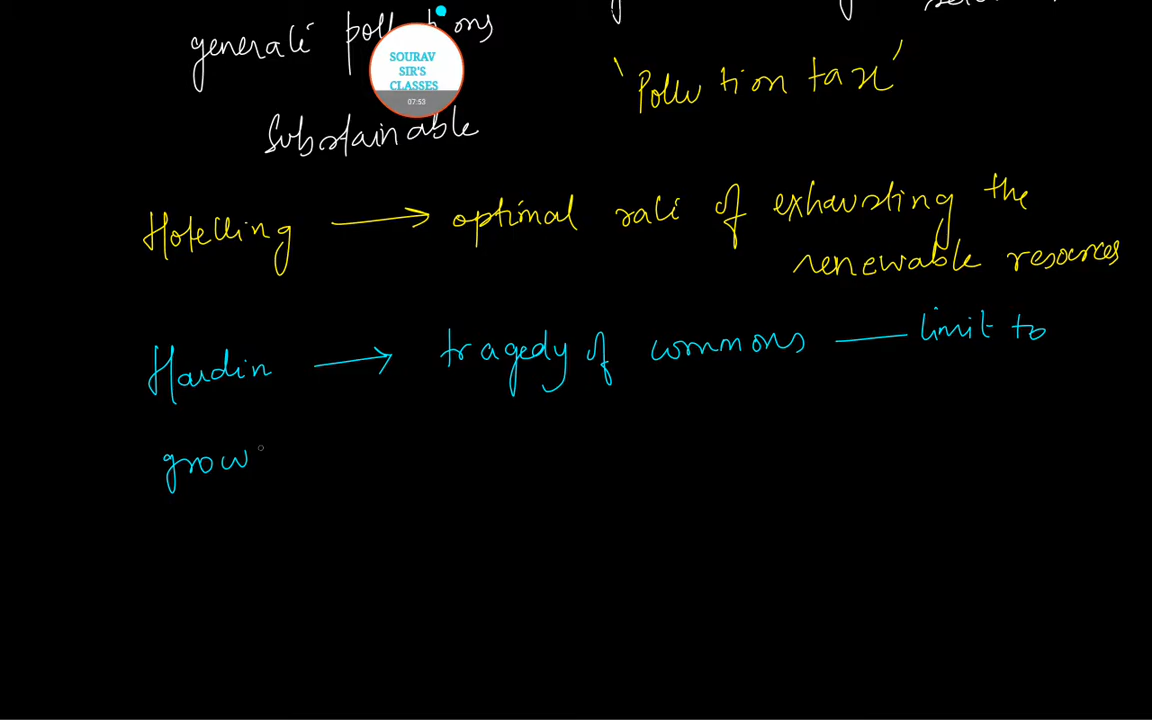 generate pollutions
SOURAV
SIR'S
CLASSES
07:53
'Pollution tax'
Substainable
Hotelling → optimal rate of exhausting the
renewable resources
Hardin → tragedy of commons — limit to
grow